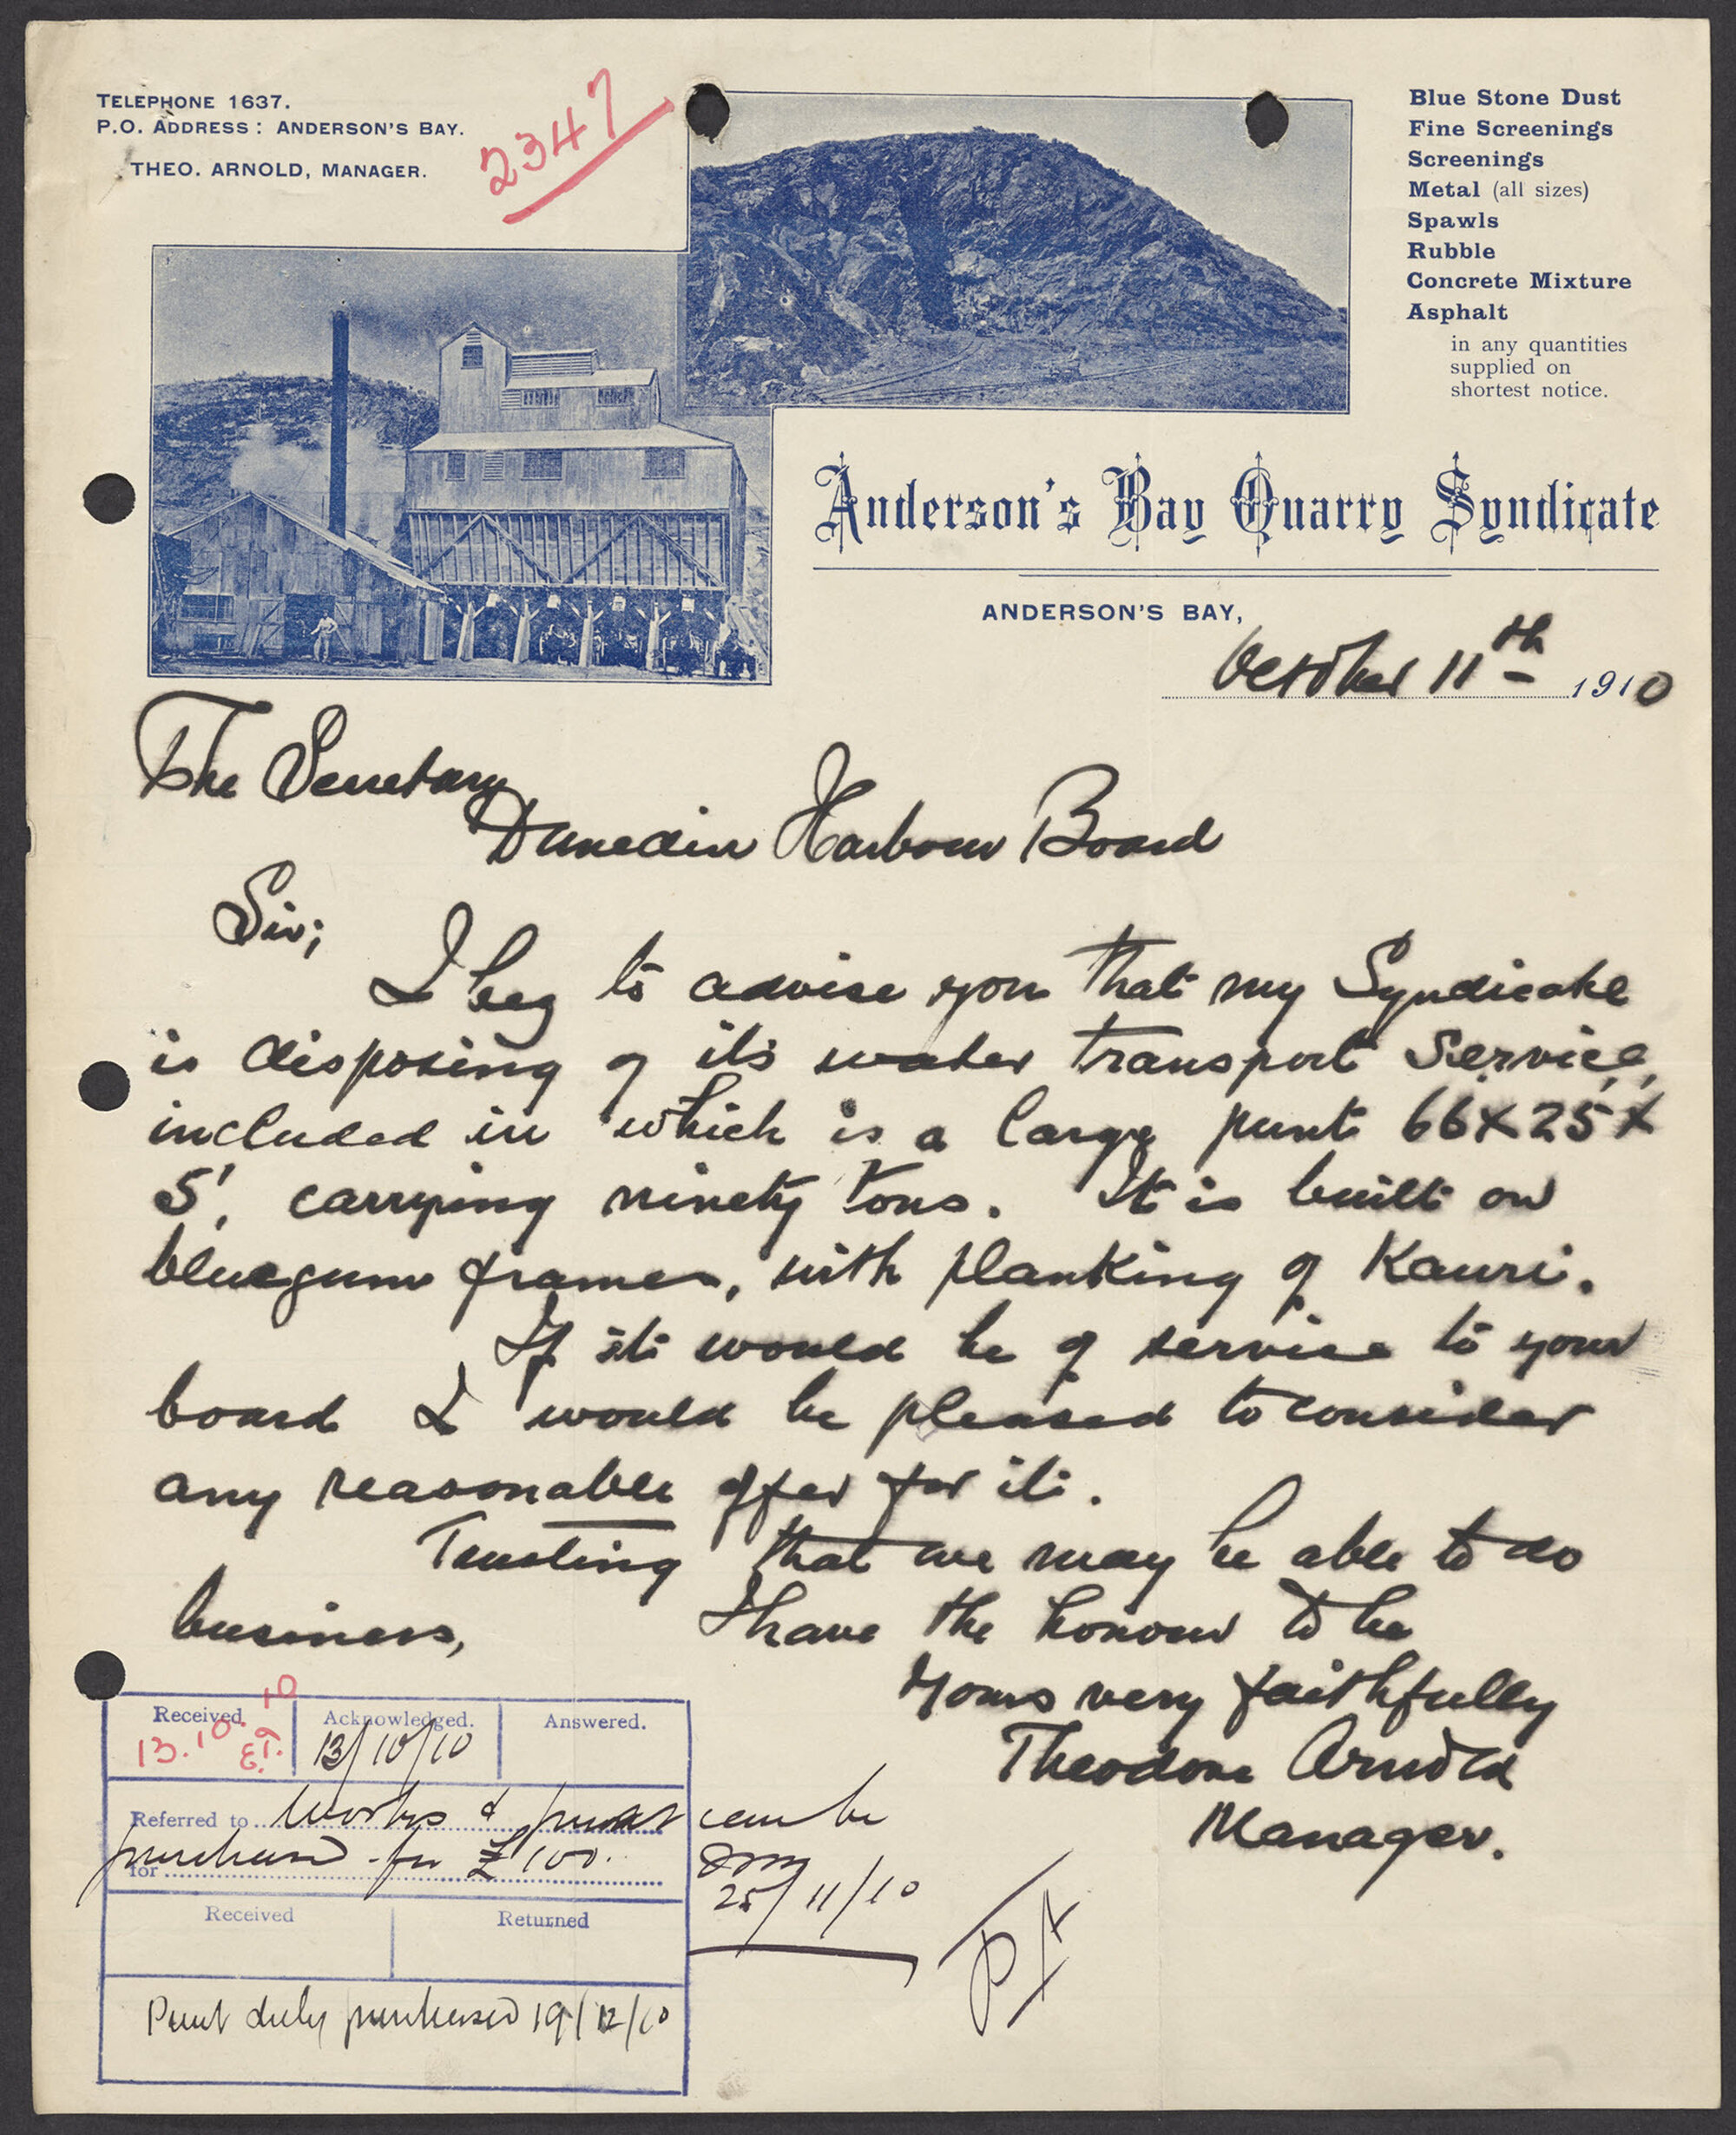 TELEPHONE 1637.
P.O. ADDRESS: ANDERSON'S BAY.
THEO. ARNOLD, MANAGER.
2347
Blue Stone Dust
Fine Screenings
Screenings
Metal (all sizes)
Spawls
Rubble
Concrete Mixture
Asphalt
in any quantities
supplied on
shortest notice.
Anderson's Bay Quarry Syndicate
ANDERSON'S BAY,
October 11th 1910
The Secretary
Dunedin Harbour Board
Sir;
I beg to advise you that my Syndicate
is disposing of its water transport service,
included in which is a large punt 66 x 25 x
5', carrying ninety tons. It is built on
bluegum frames, with planking of Kauri.
If it would be of service to your
board I would be pleased to consider
any reasonable offer for it.
Trusting that we may be able to do
business, I have the honour to be
Yours very faithfully
Theodore Arnold
Manager.
Received
13.10.10
Acknowledged.
13/10/10
Answered.
Referred to Works & punt can be
for purchased for £100.
25/11/10
Received
Returned
Punt duly purchased 19/12/10